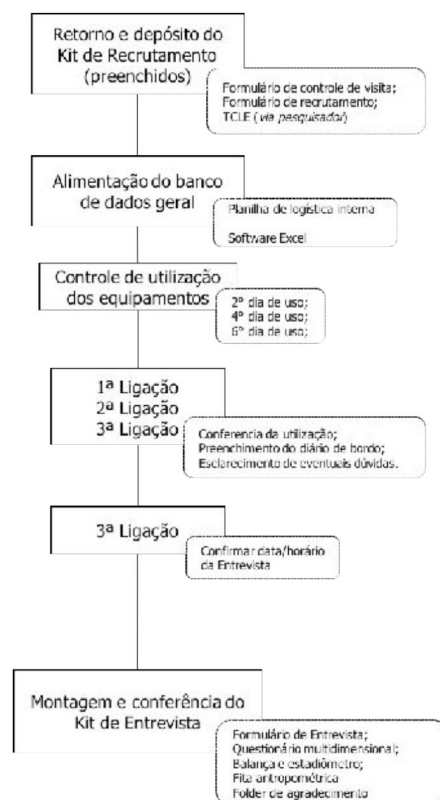 Retorno e depósito do
Kit de Recrutamento
(preenchidos)
Formulário de controle de visita;
Formulário de recrutamento;
TCLE (via pesquisador)
Alimentação do banco
de dados geral
Planilha de logística interna
Software Excel
Controle de utilização
dos equipamentos
2º dia de uso;
4º dia de uso;
6º dia de uso;
1ª Ligação
2ª Ligação
3ª Ligação
Conferencia da utilização;
Preenchimento do diário de bordo;
Esclarecimento de eventuais dúvidas.
3ª Ligação
Confirmar data/horário
da Entrevista
Montagem e conferência do
Kit de Entrevista
Formulário de Entrevista;
Questionário multidimensional;
Balança e estadiômetro;
Fita antropométrica
Folder de agradecimento